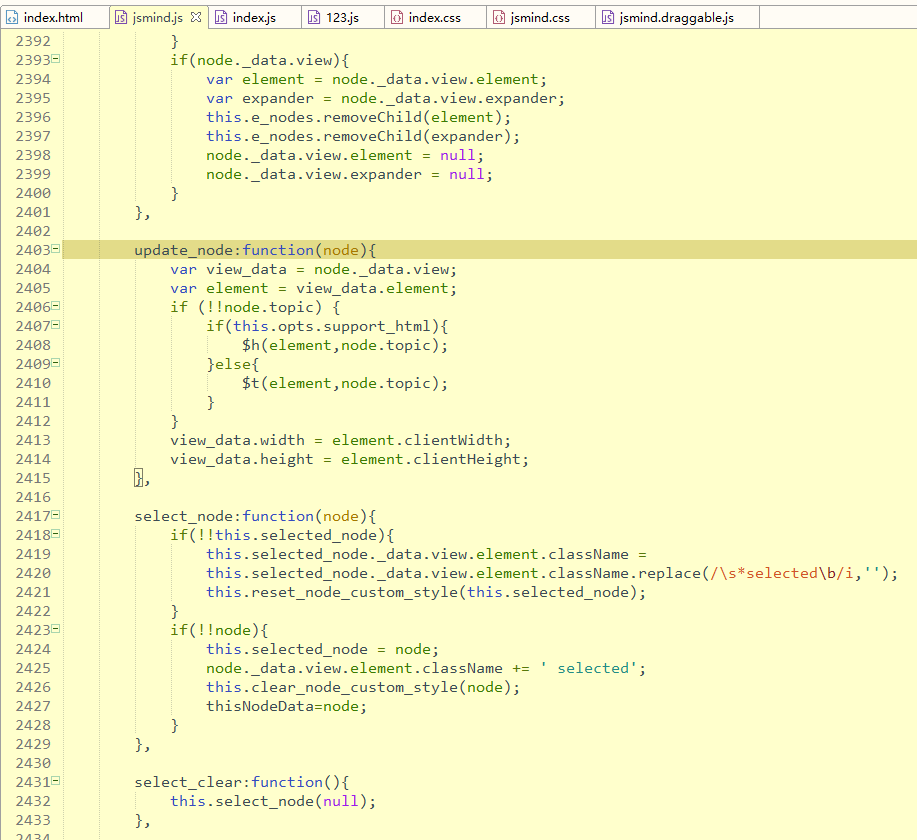 index.html jsmind.js index.js 123.js index.css jsmind.css jsmind.draggable.js
2392             }
2393             if(node._data.view){
2394                 var element = node._data.view.element;
2395                 var expander = node._data.view.expander;
2396                 this.e_nodes.removeChild(element);
2397                 this.e_nodes.removeChild(expander);
2398                 node._data.view.element = null;
2399                 node._data.view.expander = null;
2400             }
2401         },
2402
2403         update_node:function(node){
2404             var view_data = node._data.view;
2405             var element = view_data.element;
2406             if (!!node.topic) {
2407                 if(this.opts.support_html){
2408                     $h(element,node.topic);
2409                 }else{
2410                     $t(element,node.topic);
2411                 }
2412             }
2413             view_data.width = element.clientWidth;
2414             view_data.height = element.clientHeight;
2415         },
2416
2417         select_node:function(node){
2418             if(!!this.selected_node){
2419                 this.selected_node._data.view.element.className =
2420                 this.selected_node._data.view.element.className.replace(/\s*selected\b/i,'');
2421                 this.reset_node_custom_style(this.selected_node);
2422             }
2423             if(!!node){
2424                 this.selected_node = node;
2425                 node._data.view.element.className += ' selected';
2426                 this.clear_node_custom_style(node);
2427                 thisNodeData=node;
2428             }
2429         },
2430
2431         select_clear:function(){
2432             this.select_node(null);
2433         },
2434